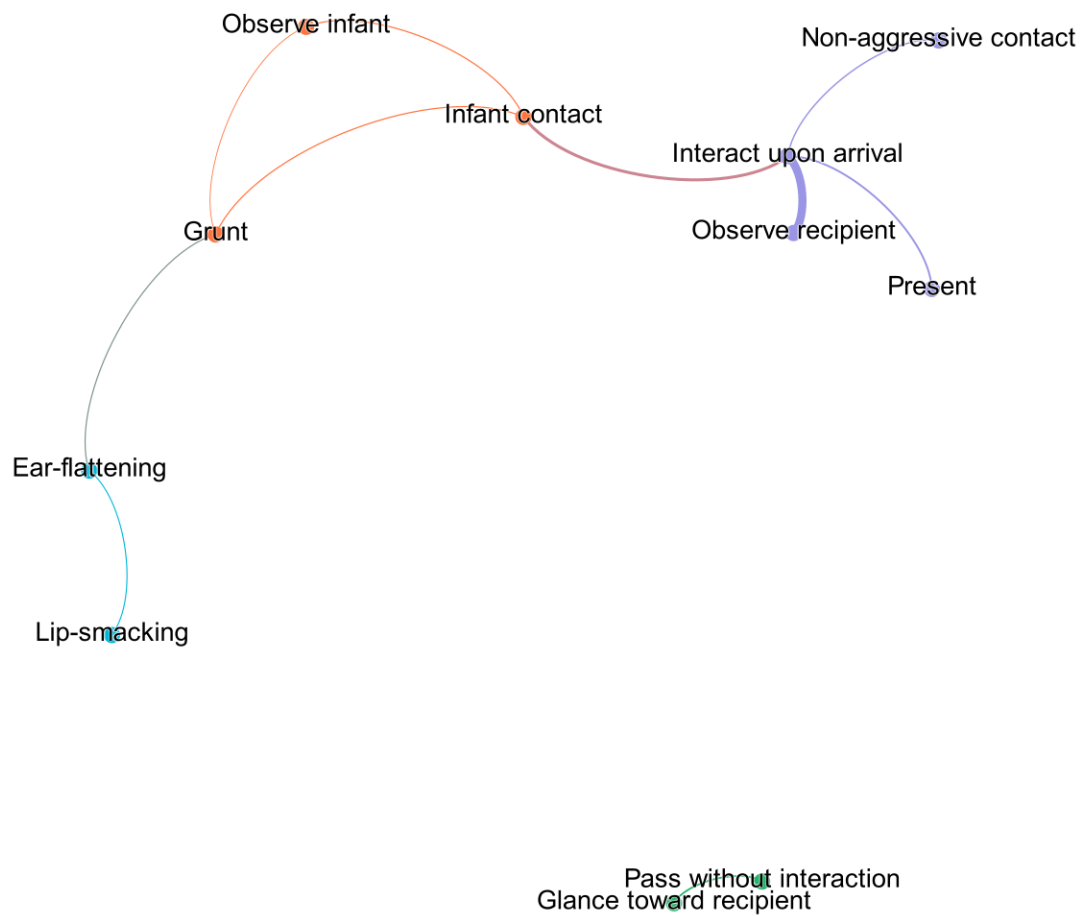 Observe infant
Non-aggressive contact
Infant contact
Interact upon arrival
Grunt
Observe recipient
Present
Ear-flattening
Lip-smacking
Pass without interaction
Glance toward recipient